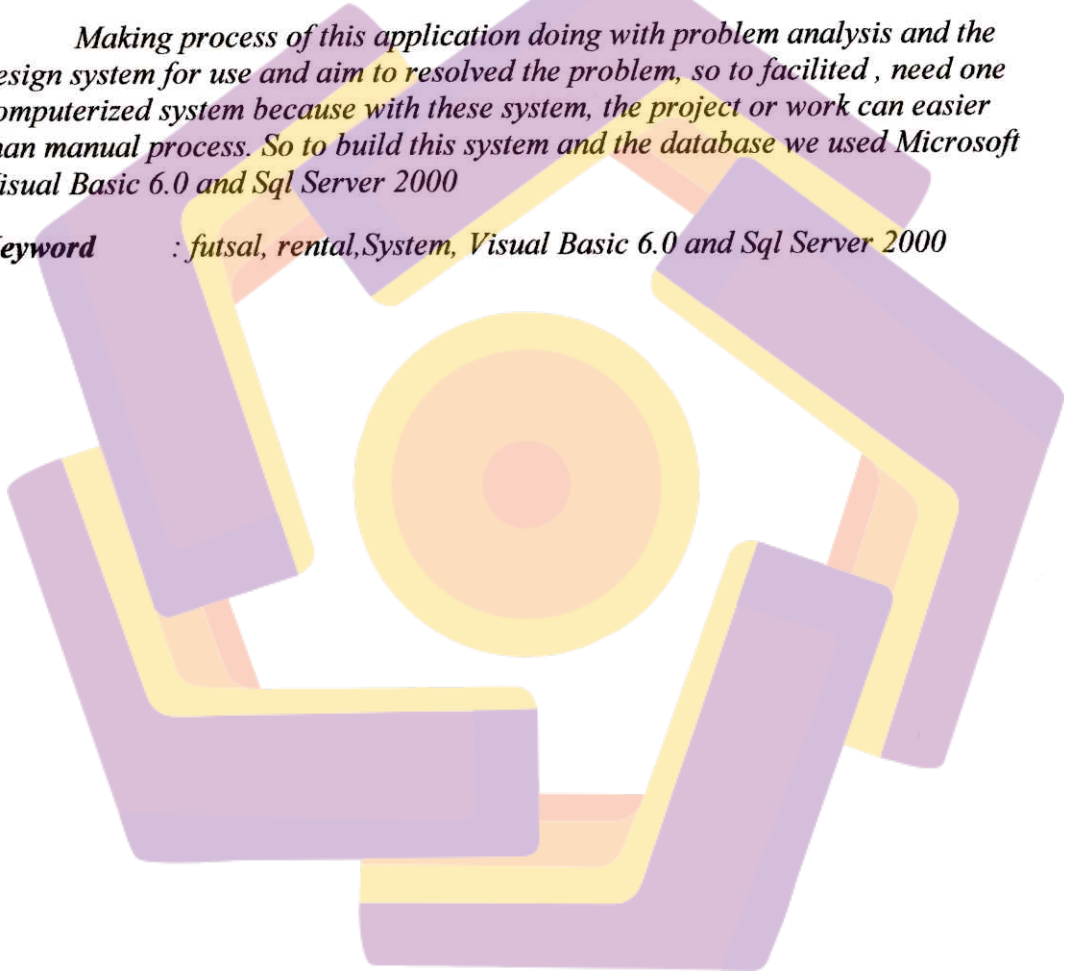 Making process of this application doing with problem analysis and the
esign system for use and aim to resolved the problem, so to facilited , need one
omputerized system because with these system, the project or work can easier
an manual process. So to build this system and the database we used Microsoft
isual Basic 6.0 and Sql Server 2000
eyword : futsal, rental,System, Visual Basic 6.0 and Sql Server 2000